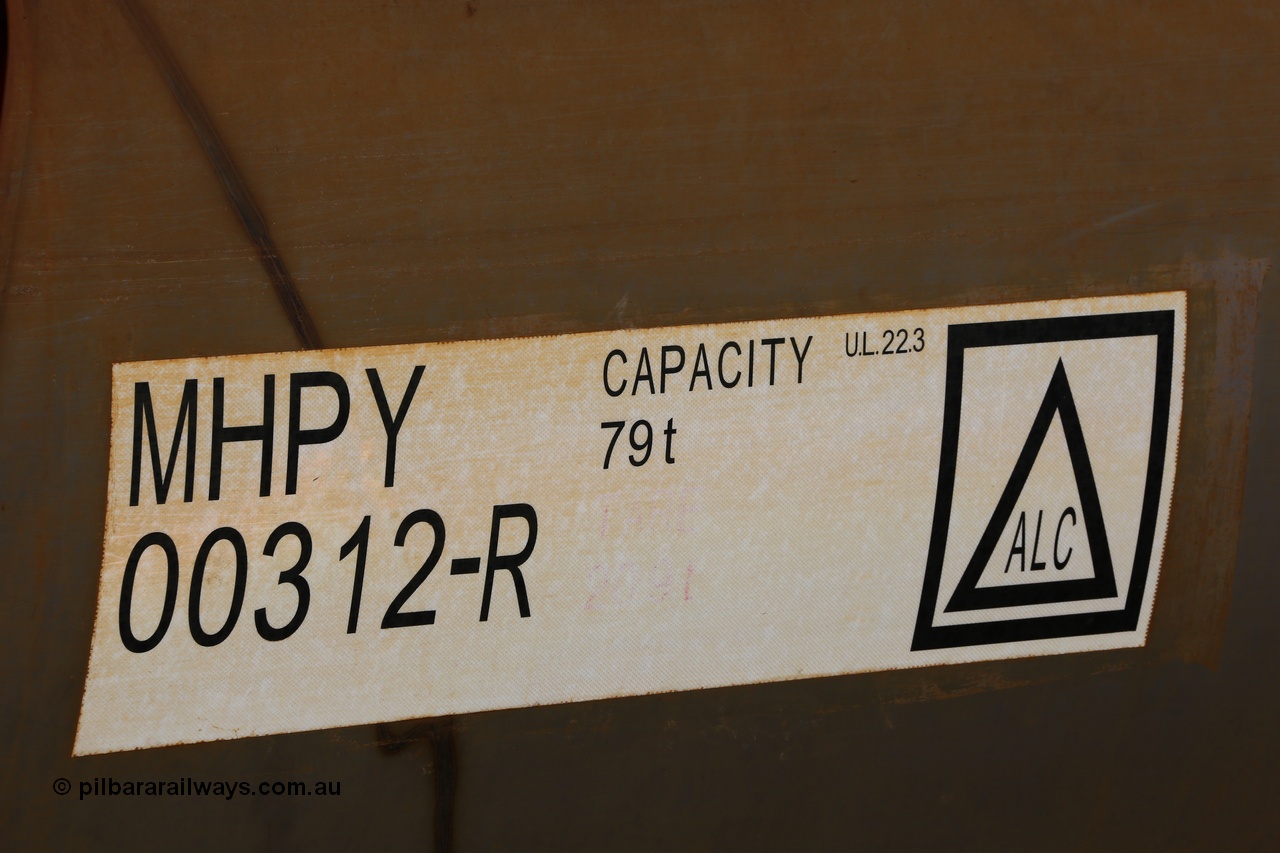 MHPY
00312-R
CAPACITY
79t
U.L.22.3
ALC
© pilbararailways.com.au